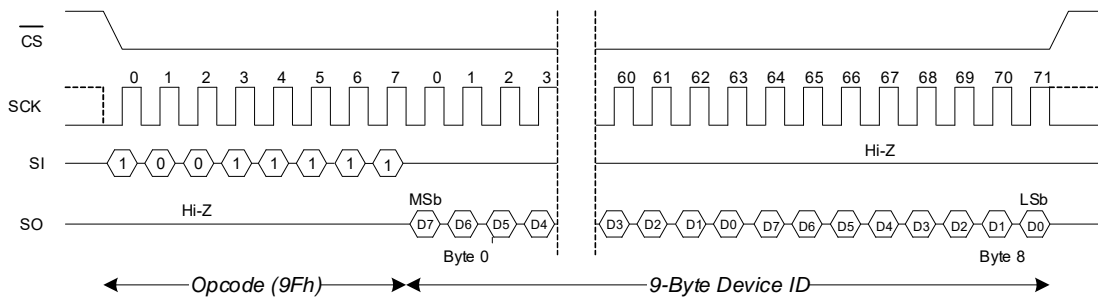 CS
0 1 2 3 4 5 6 7 0 1 2 3 60 61 62 63 64 65 66 67 68 69 70 71
SCK
Hi-Z
SI 1 0 0 1 1 1 1 1
MSb LSb
Hi-Z
SO D7 D6 D5 D4 D3 D2 D1 D0 D7 D6 D5 D4 D3 D2 D1 D0
Byte 0 Byte 8
Opcode (9Fh) 9-Byte Device ID